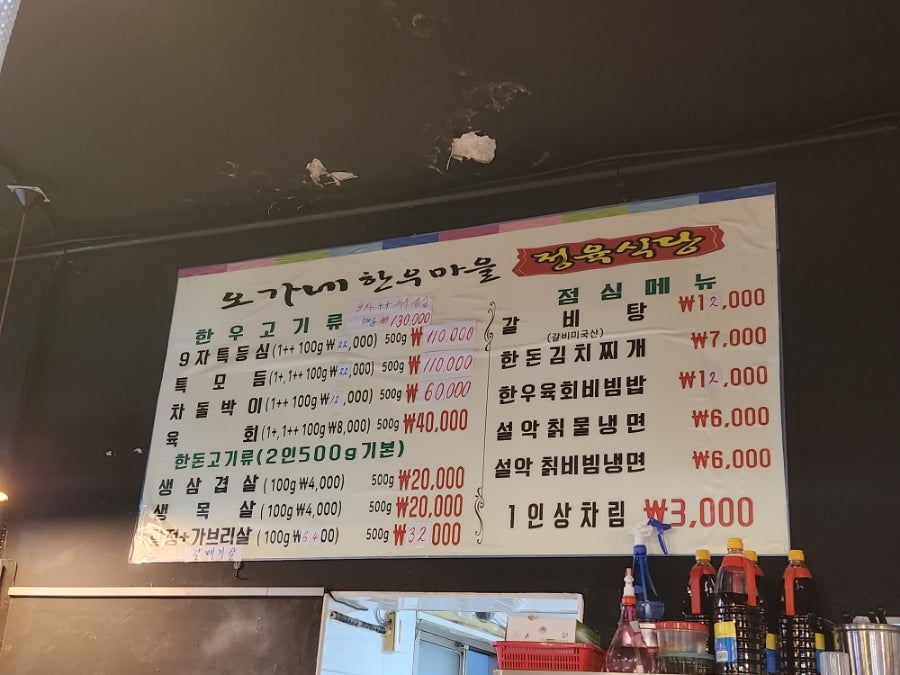 오가네 한우마을 정육식당
한우고기류
500g ₩130,000
9자특등심 (1++ 100g ₩22,000) 500g ₩110,000
특모듬 (1+,1++ 100g ₩22,000) 500g ₩110,000
차돌박이 (1++ 100g ₩12,000) 500g ₩60,000
육회 (1+,1++ 100g ₩8,000) 500g ₩40,000
한돈고기류(2인500g기본)
생삼겹살 (100g ₩4,000) 500g ₩20,000
생목살 (100g ₩4,000) 500g ₩20,000
+가브리살 (100g ₩6,400) 500g ₩32,000
갈매기살
점심메뉴
갈비탕 ₩12,000
(갈비미국산)
한돈김치찌개 ₩7,000
한우육회비빔밥 ₩12,000
설악칡물냉면 ₩6,000
설악칡비빔냉면 ₩6,000
1인상차림 ₩3,000